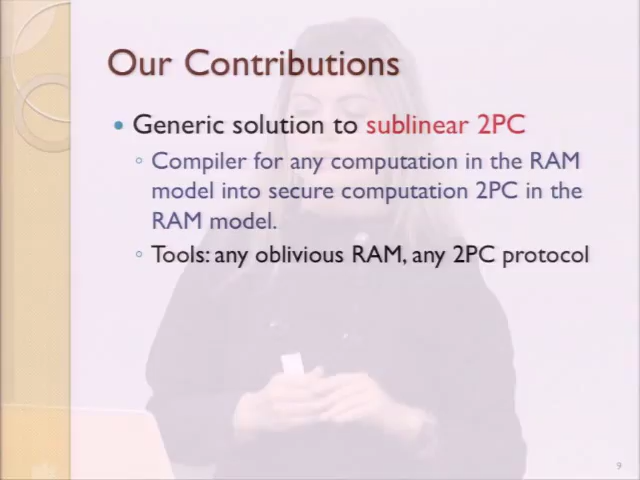 Our Contributions
Generic solution to sublinear 2PC
Compiler for any computation in the RAM
model into secure computation 2PC in the
RAM model.
Tools: any oblivious RAM, any 2PC protocol
9